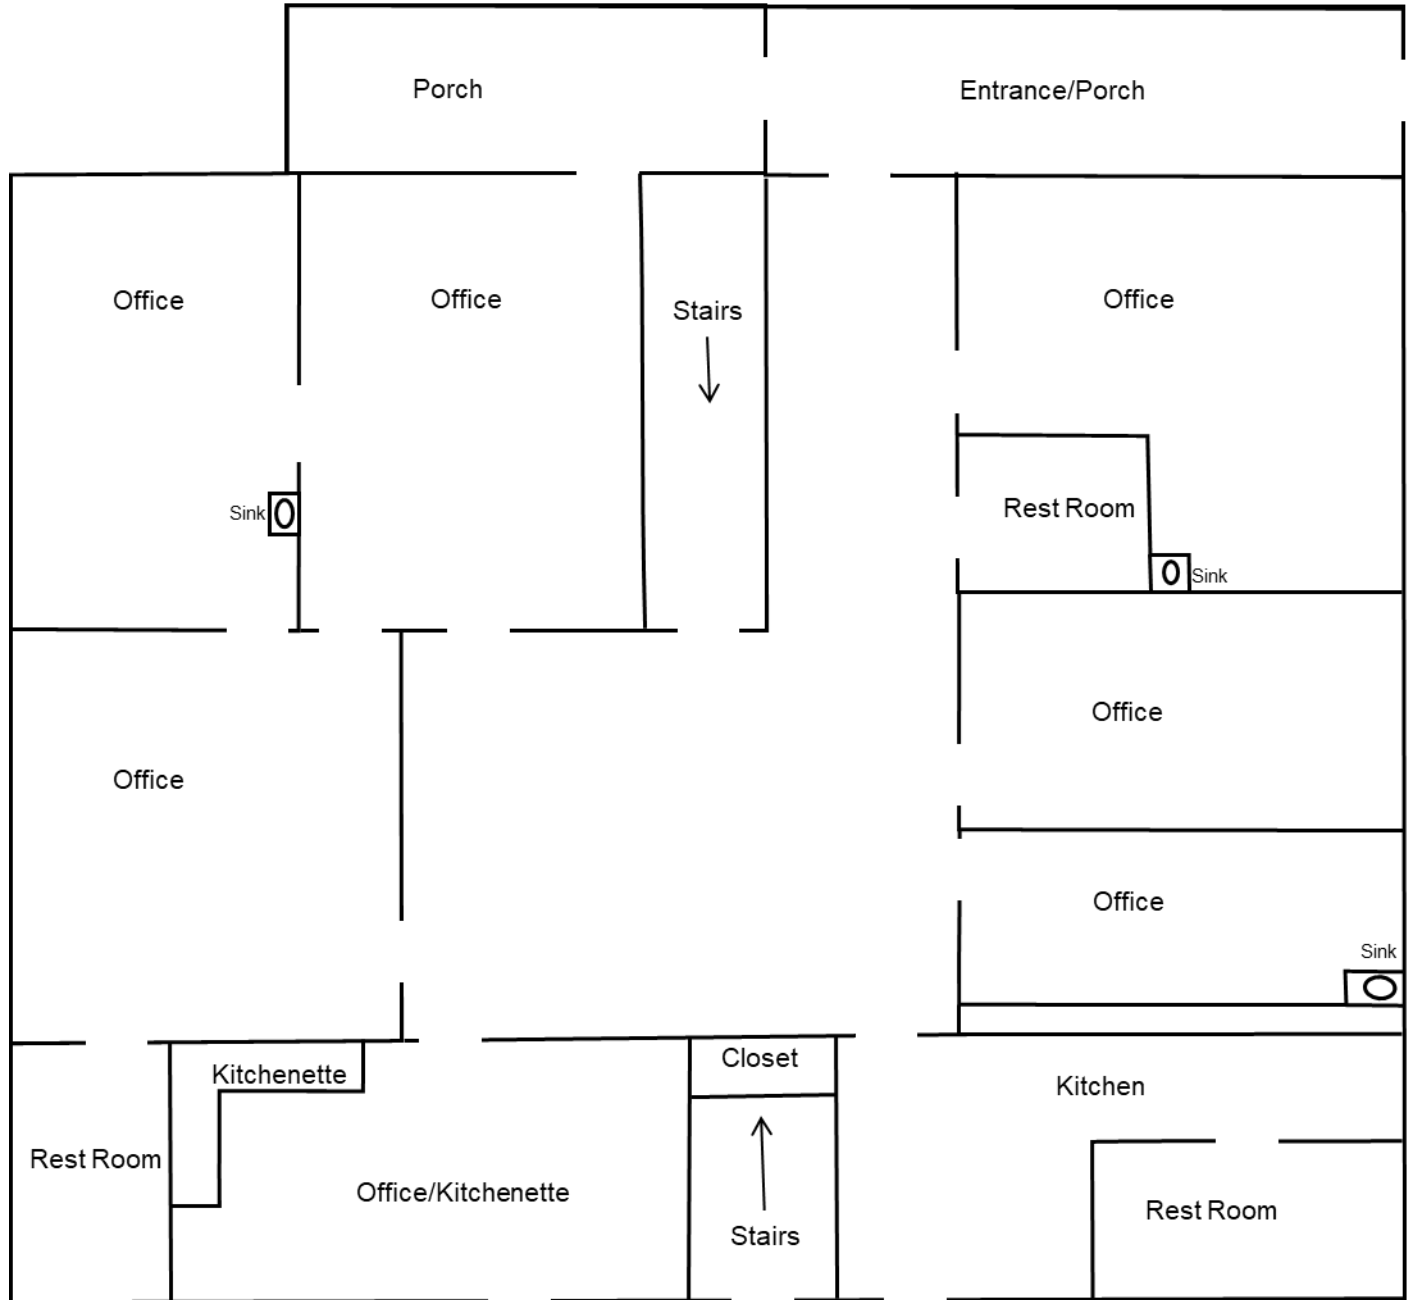 Porch
Entrance/Porch
Office
Office
Stairs
Office
Sink
Rest Room
Sink
Office
Office
Office
Sink
Closet
Kitchenette
Kitchen
Rest Room
Office/Kitchenette
Rest Room
Stairs